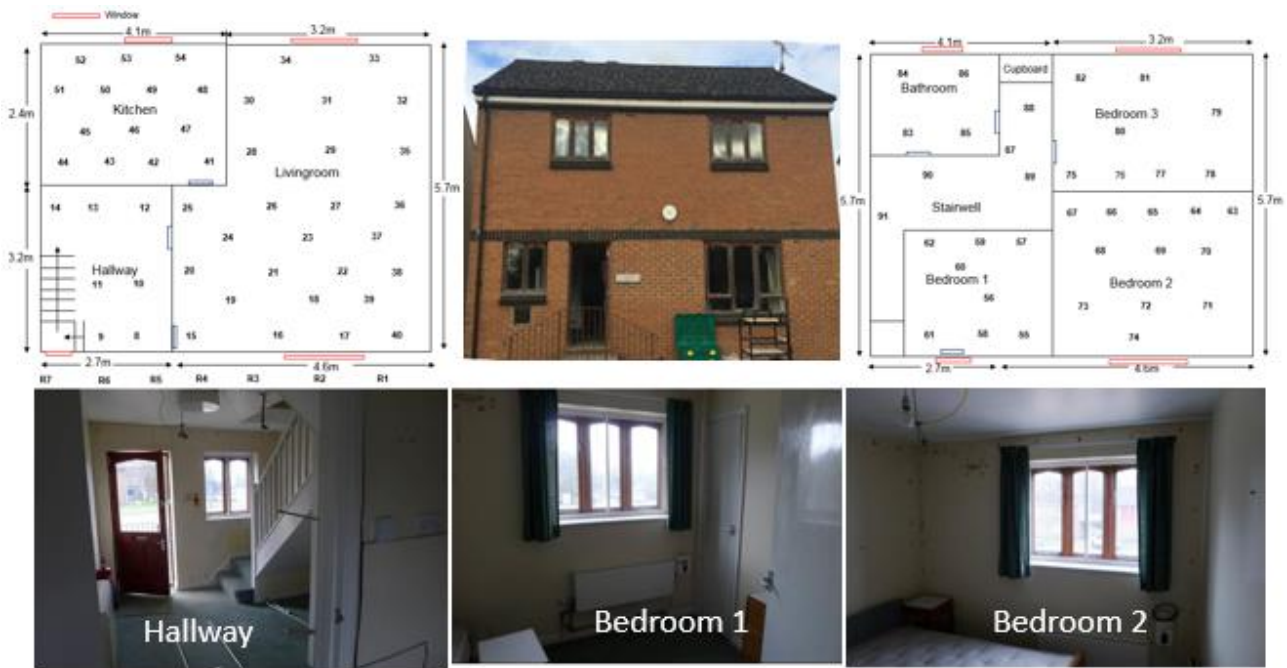 Window
4.1m 3.2m
52 53 54 34 33
51 50 49 48 30 31 32
2.4m Kitchen
45 46 47
44 43 42 41 28 29 35
Livingroom
5.7m
14 13 12 25 26 27 36
24 23 37
3.2m Hallway 20 21 22 38
11 10
19 18 39
9 8 15 16 17 40
2.7m 4.6m
R7 R6 R5 R4 R3 R2 R1
4.1m 3.2m
84 86 Cupboard 82 81
Bathroom 88 Bedroom 3 79
83 85 87 80
90 89 75 76 77 78
5.7m 5.7m
91 Stairwell 67 66 65 64 63
62 59 57 68 69 70
60
Bedroom 1 Bedroom 2
56 73 72 71
61 58 55 74
2.7m 4.6m
Hallway
Bedroom 1
Bedroom 2